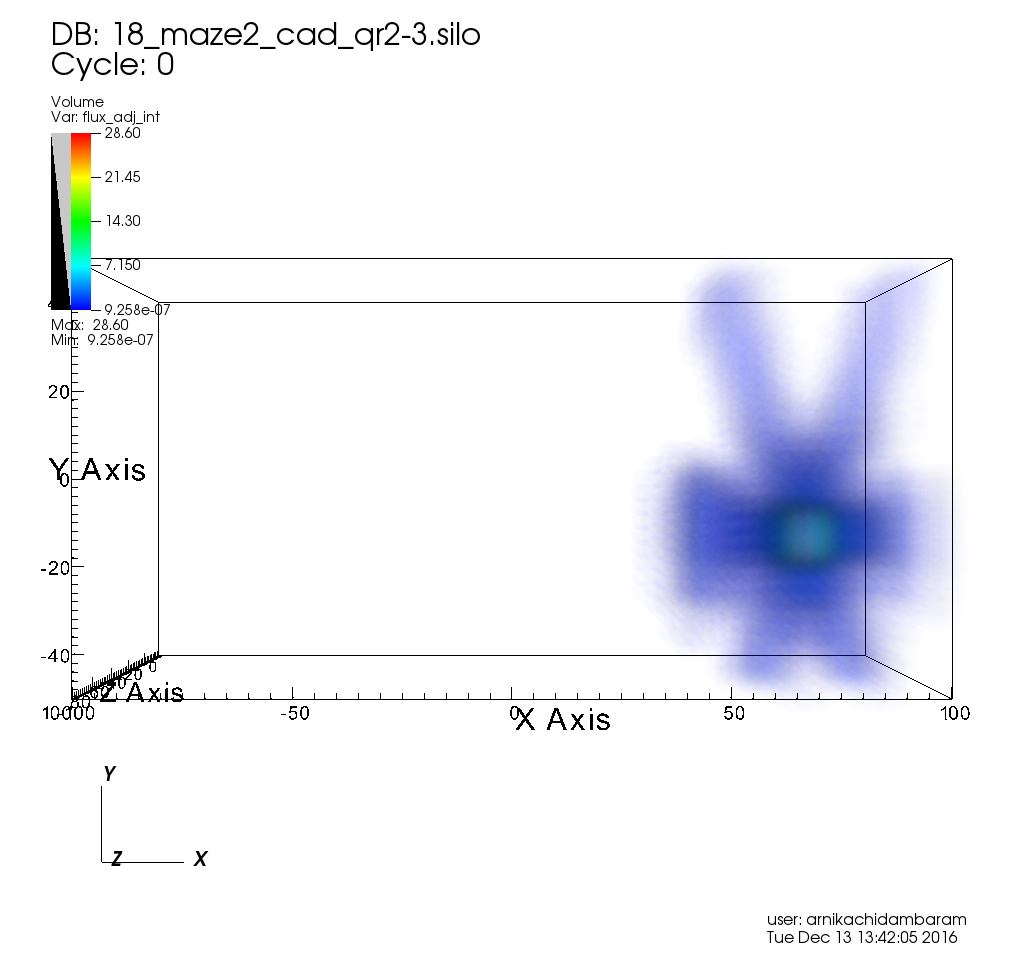 DB: 18_maze2_cad_qr2-3.silo
Cycle: 0
Volume
Var: flux_adj_int
28.60
21.45
14.30
7.150
9.258e-07
Max: 28.60
Min: 9.258e-07
20
Y Axis
0
-20
-40
20 0
Z Axis
-50
0
50
100
X Axis
Y
Z X
user: arnikachidambaram
Tue Dec 13 13:42:05 2016